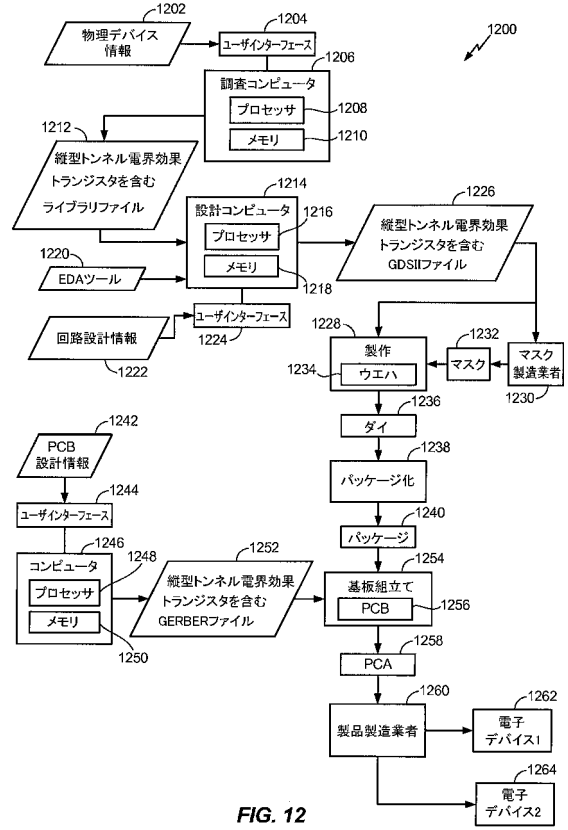 1200
1202
物理デバイス
情報
1204
ユーザインターフェース
1206
調査コンピュータ
プロセッサ
1208
メモリ
1210
1212
縦型トンネル電界効果
トランジスタを含む
ライブラリファイル
1214
設計コンピュータ
プロセッサ
1216
メモリ
1218
1220
EDAツール
回路設計情報
1222
ユーザインターフェース
1224
1226
縦型トンネル電界効果
トランジスタを含む
GDSIIファイル
1228
製作
1234
ウエハ
1232
マスク
マスク
製造業者
1230
1236
ダイ
1238
パッケージ化
1240
パッケージ
1242
PCB
設計情報
1244
ユーザインターフェース
1246
コンピュータ
1248
プロセッサ
メモリ
1250
1252
縦型トンネル電界効果
トランジスタを含む
GERBERファイル
1254
基板組立て
PCB
1256
1258
PCA
1260
製品製造業者
1262
電子
デバイス1
1264
電子
デバイス2
FIG. 12